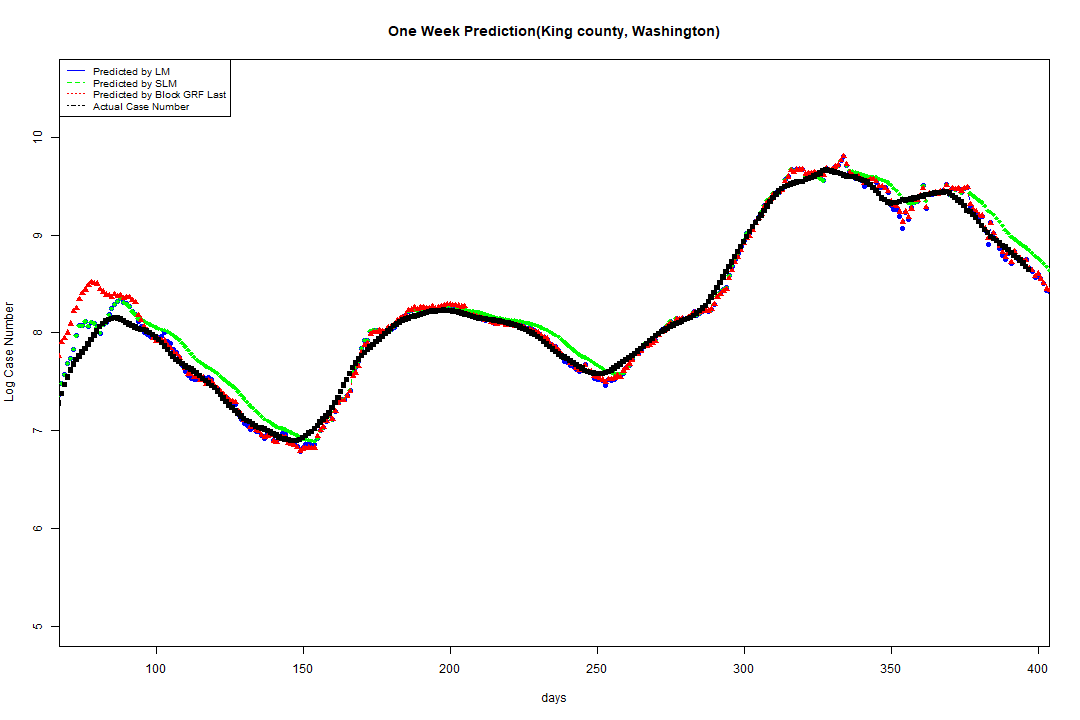 One Week Prediction(King county, Washington)
Predicted by LM
Predicted by SLM
Predicted by Block GRF Last
Actual Case Number
10
9
8
7
6
5
Log Case Number
100 150 200 250 300 350 400
days